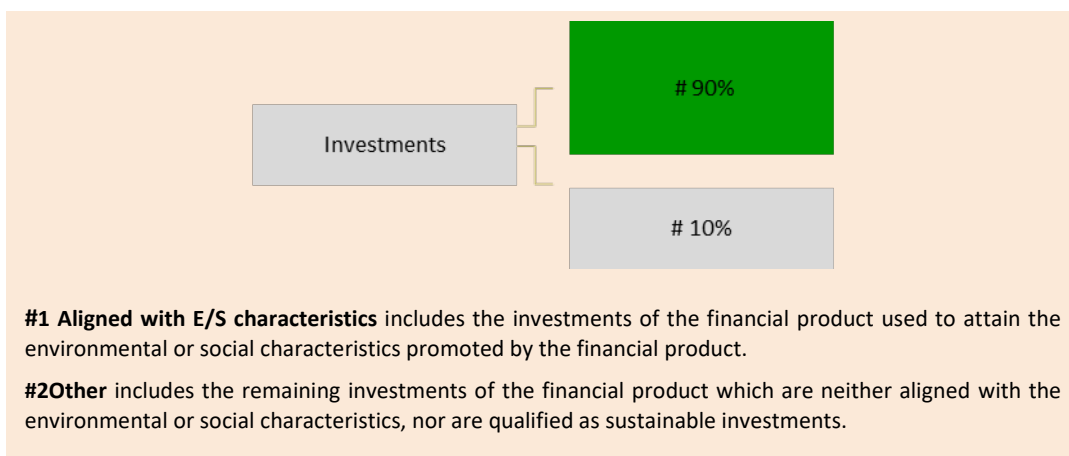 # 90%
Investments
# 10%
#1 Aligned with E/S characteristics includes the investments of the financial product used to attain the
environmental or social characteristics promoted by the financial product.
#2Other includes the remaining investments of the financial product which are neither aligned with the
environmental or social characteristics, nor are qualified as sustainable investments.